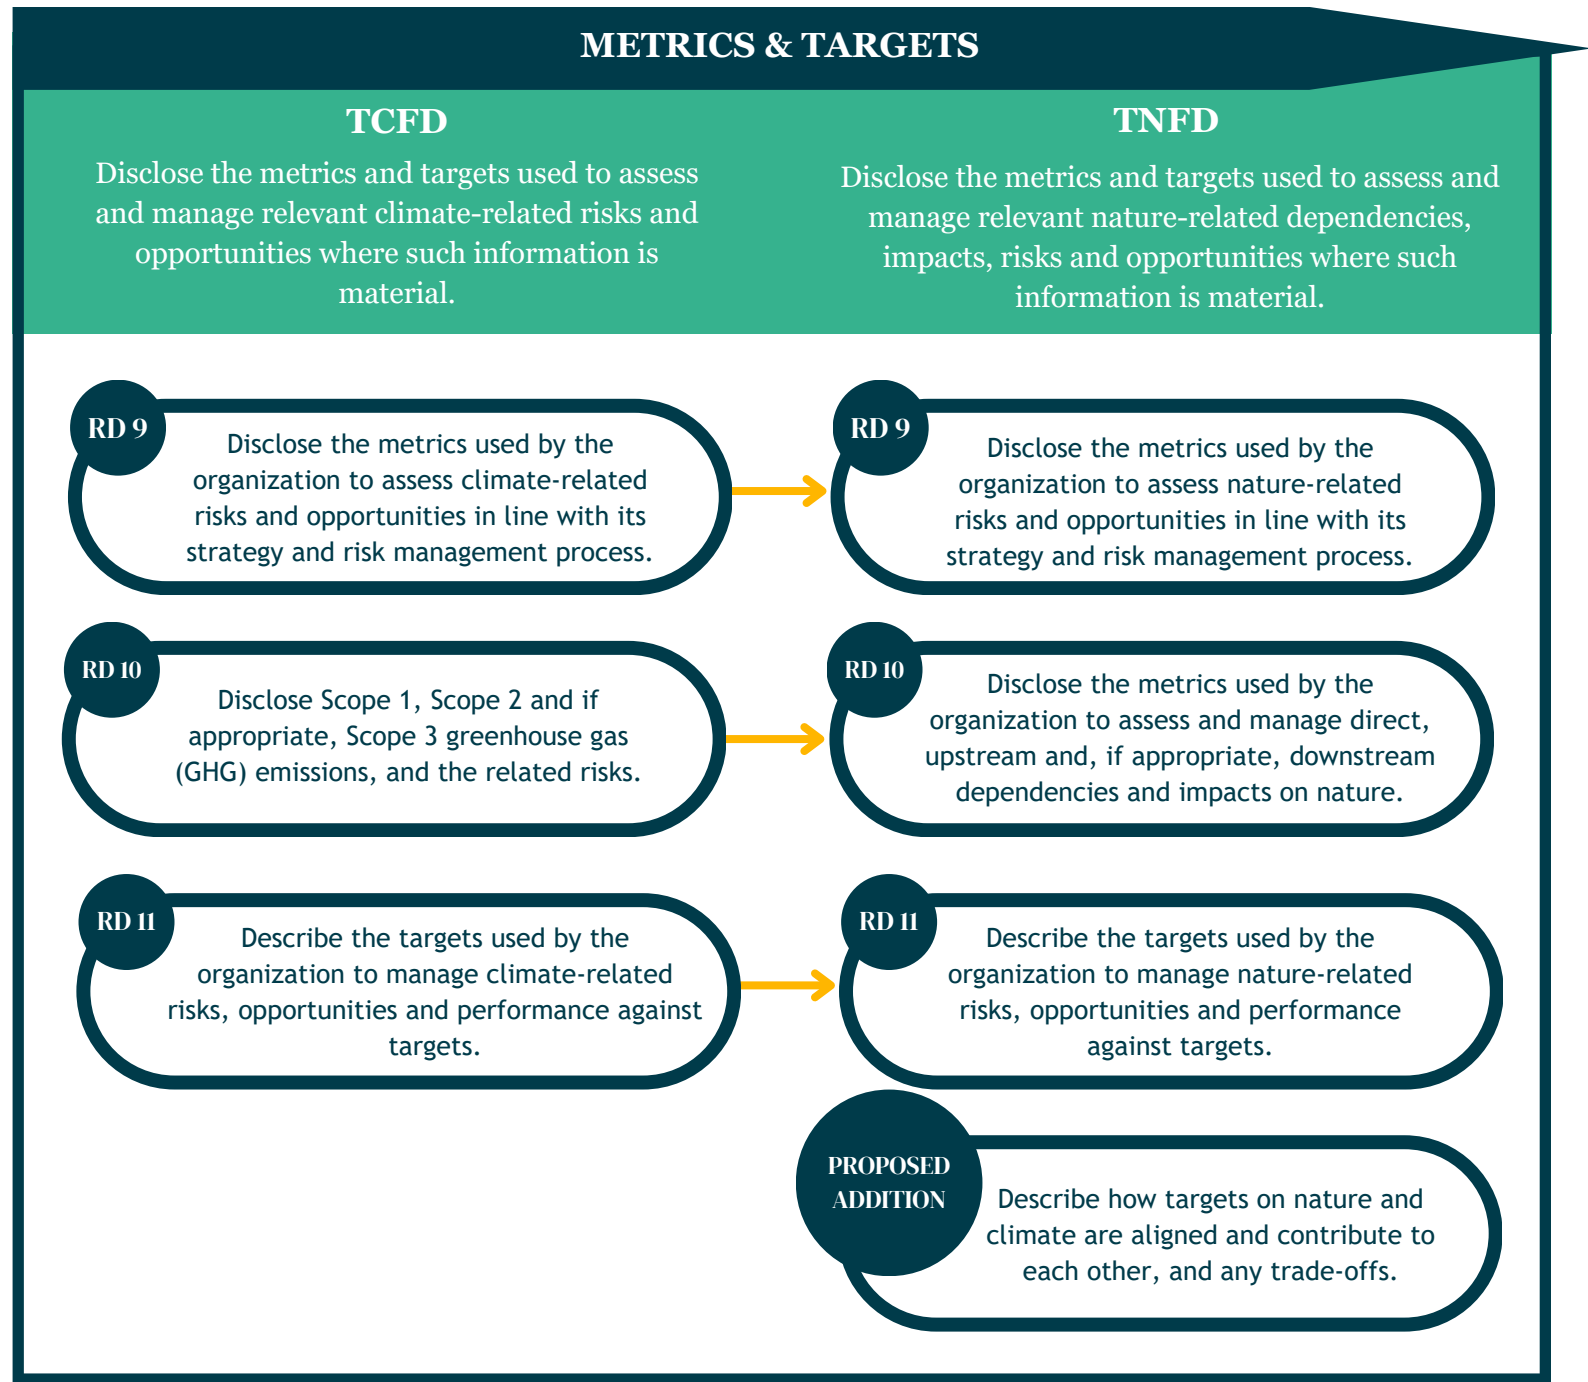 METRICS & TARGETS
TCFD
Disclose the metrics and targets used to assess
and manage relevant climate-related risks and
opportunities where such information is
material.
TNFD
Disclose the metrics and targets used to assess and
manage relevant nature-related dependencies,
impacts, risks and opportunities where such
information is material.
RD 9
Disclose the metrics used by the
organization to assess climate-related
risks and opportunities in line with its
strategy and risk management process.
RD 9
Disclose the metrics used by the
organization to assess nature-related
risks and opportunities in line with its
strategy and risk management process.
RD 10
Disclose Scope 1, Scope 2 and if
appropriate, Scope 3 greenhouse gas
(GHG) emissions, and the related risks.
RD 10
Disclose the metrics used by the
organization to assess and manage direct,
upstream and, if appropriate, downstream
dependencies and impacts on nature.
RD 11
Describe the targets used by the
organization to manage climate-related
risks, opportunities and performance against
targets.
RD 11
Describe the targets used by the
organization to manage nature-related
risks, opportunities and performance
against targets.
PROPOSED
ADDITION
Describe how targets on nature and
climate are aligned and contribute to
each other, and any trade-offs.